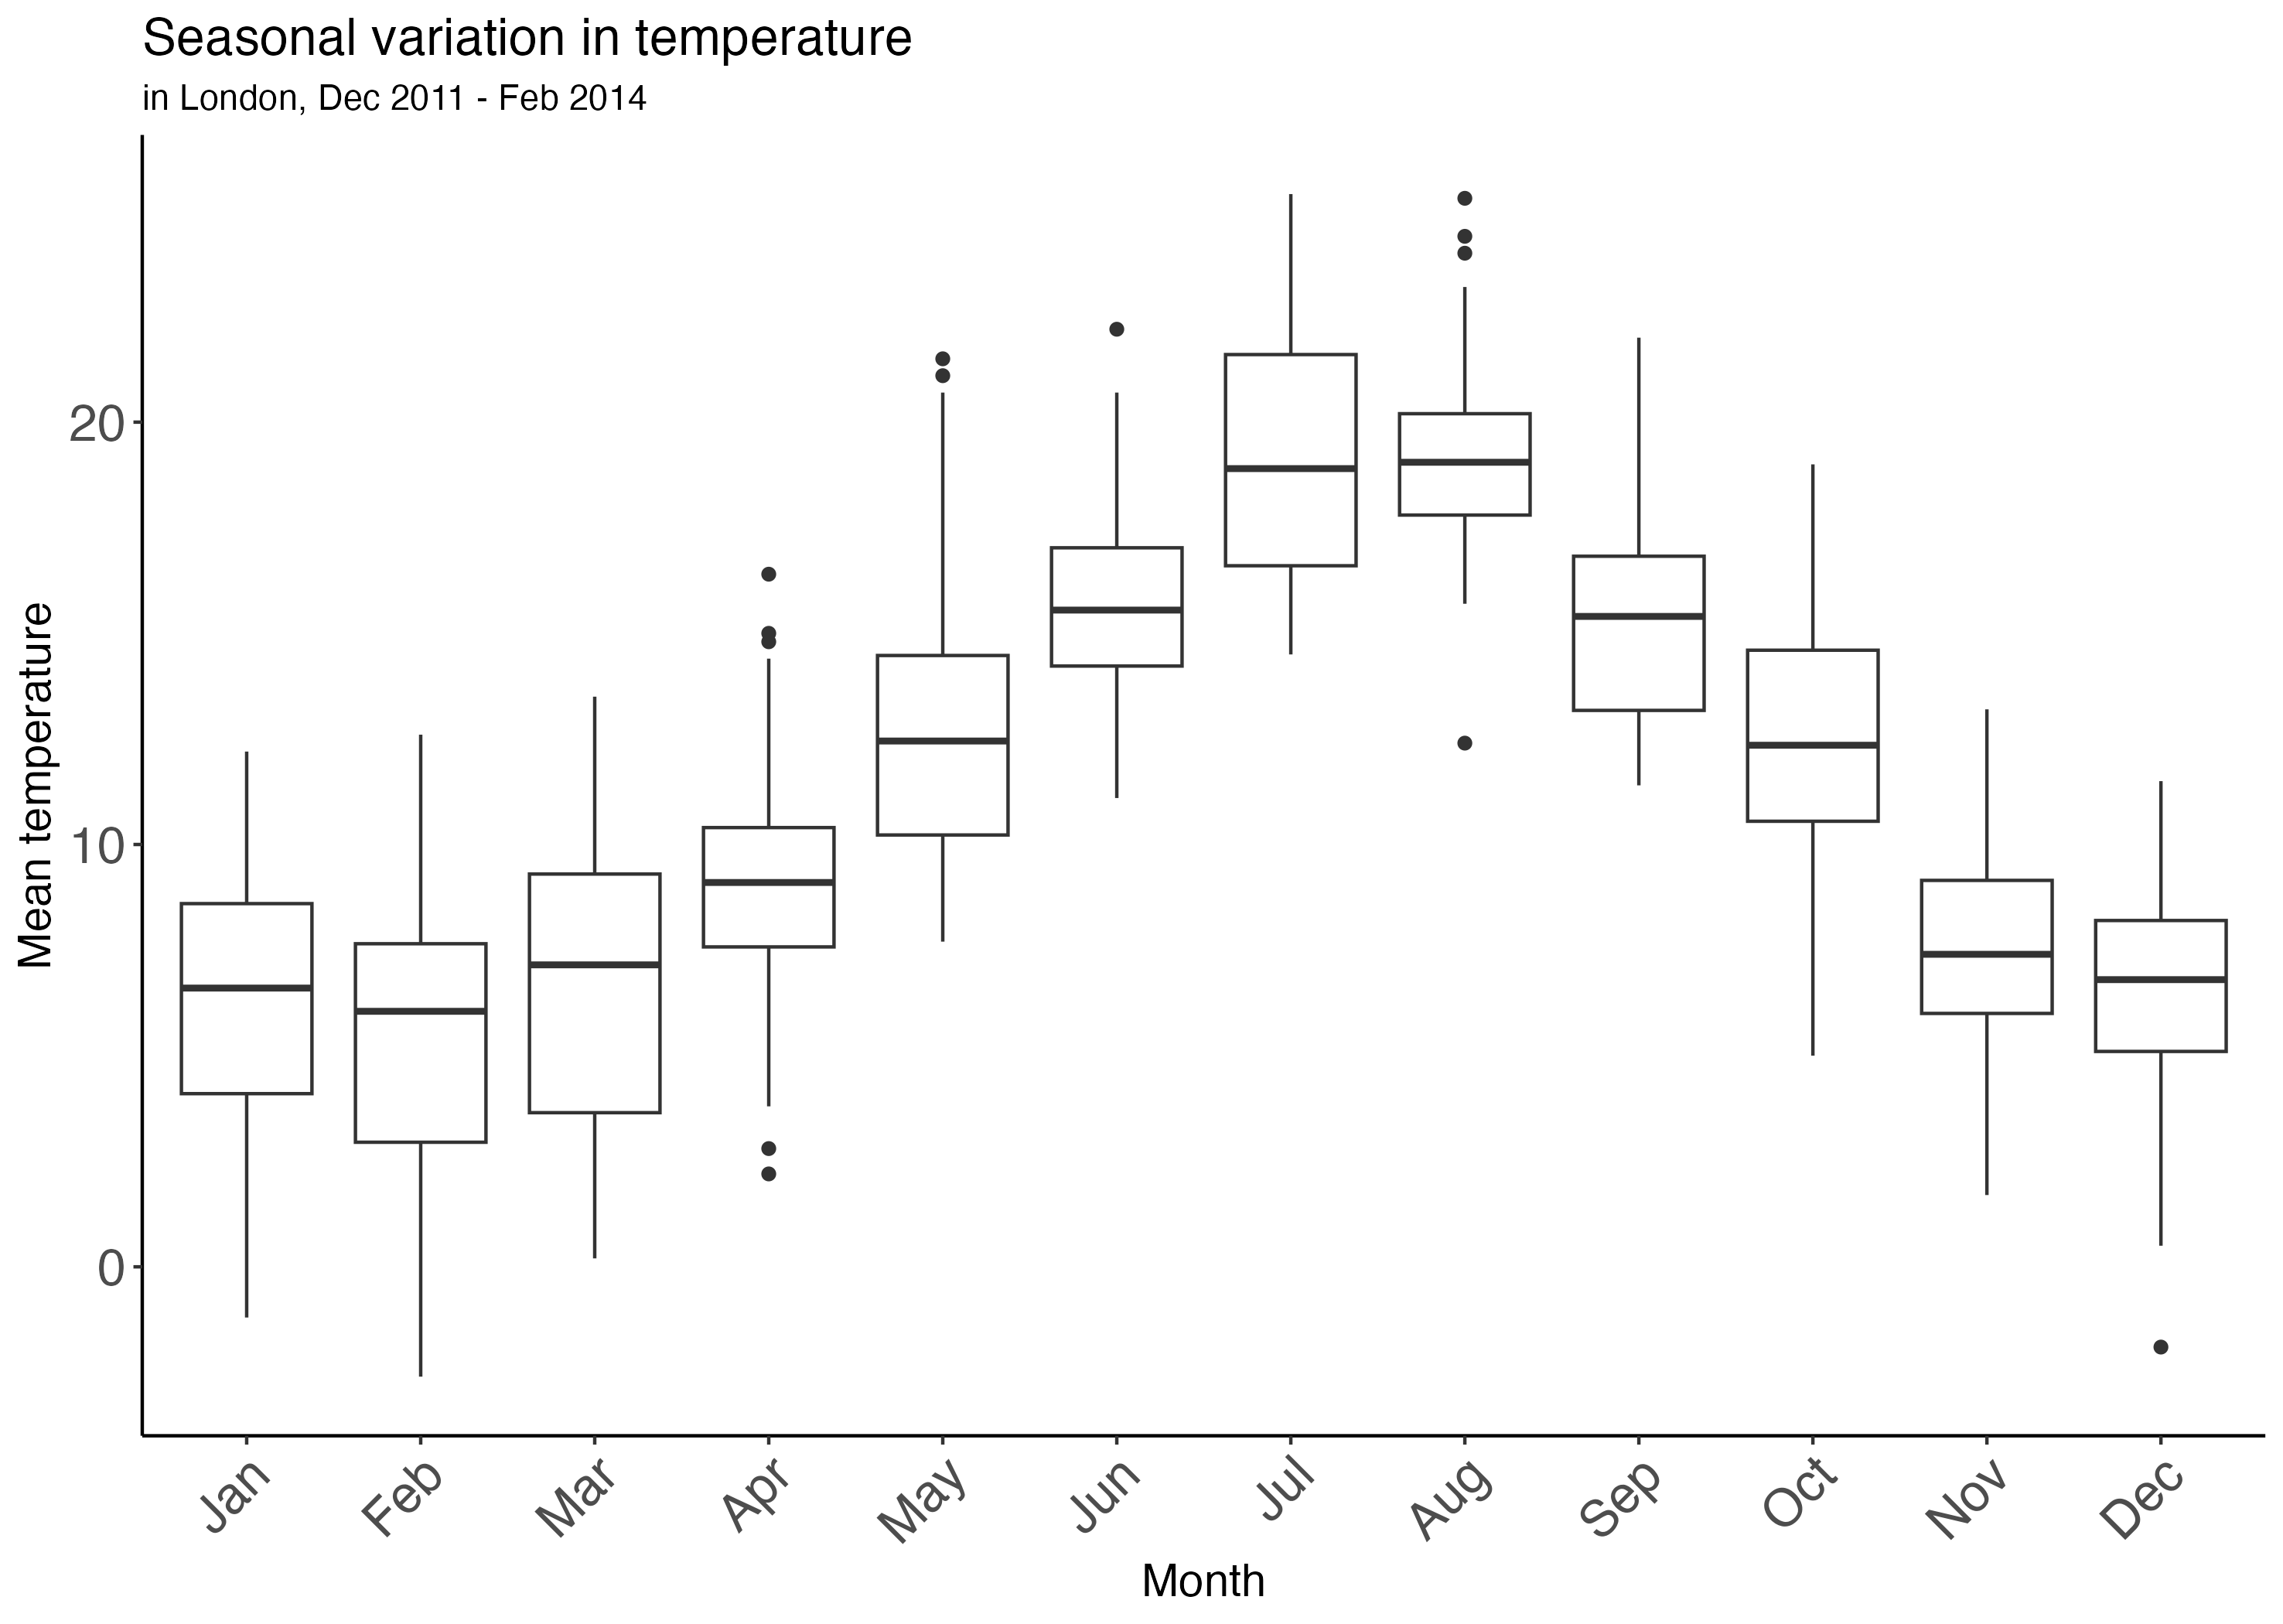 Seasonal variation in temperature
in London, Dec 2011 - Feb 2014
Mean temperature
20
10
0
Jan Feb Mar Apr May Jun Jul Aug Sep Oct Nov Dec
Month